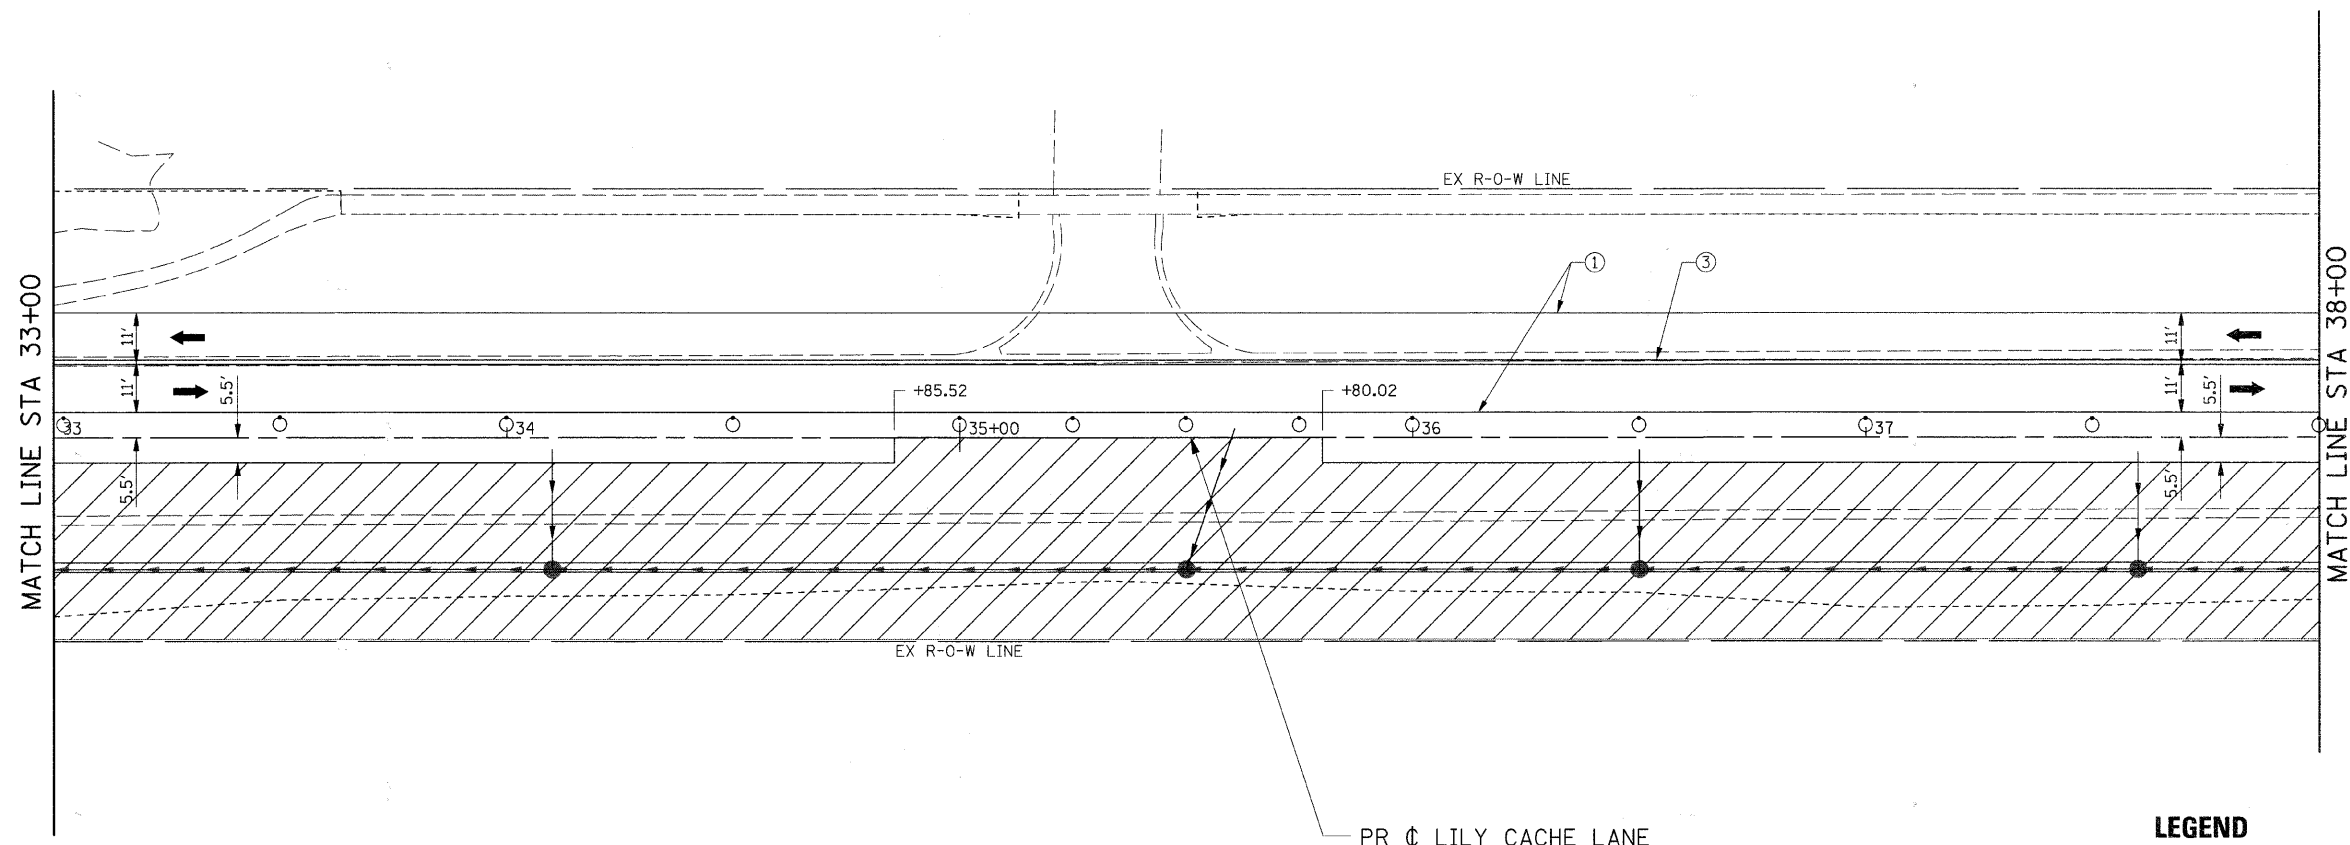 EX R-O-W LINE
① ③
MATCH LINE STA 33+00
MATCH LINE STA 38+00
11'
11'
11'
11'
5.5'
5.5'
+85.52
+80.02
33
34
35+00
36
37
5.5'
5.5'
EX R-O-W LINE
PR ℄ LILY CACHE LANE
LEGEND